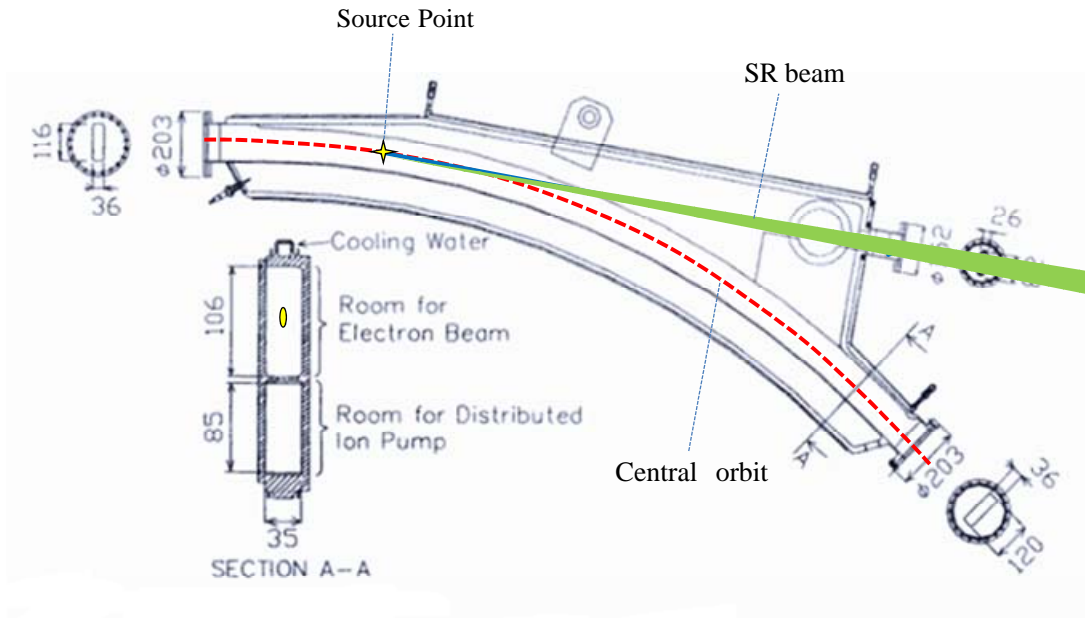 Source Point
SR beam
116
36
φ203
Cooling Water
106
Room for
Electron Beam
85
Room for Distributed
Ion Pump
35
SECTION A-A
26
A
A
Central orbit
φ203
36
120